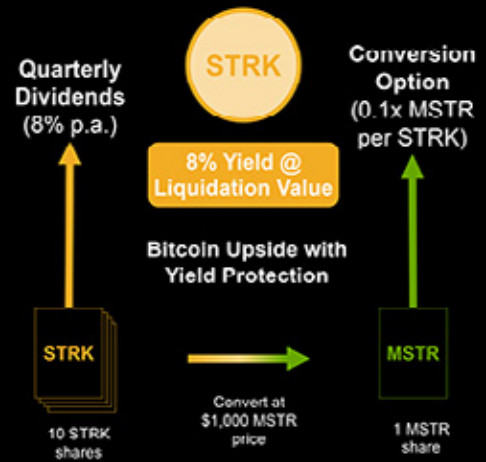 STRK
Quarterly
Dividends
(8% p.a.)
Conversion
Option
(0.1x MSTR
per STRK)
8% Yield @
Liquidation Value
Bitcoin Upside with
Yield Protection
STRK
MSTR
10 STRK
shares
Convert at
$1,000 MSTR
price
1 MSTR
share